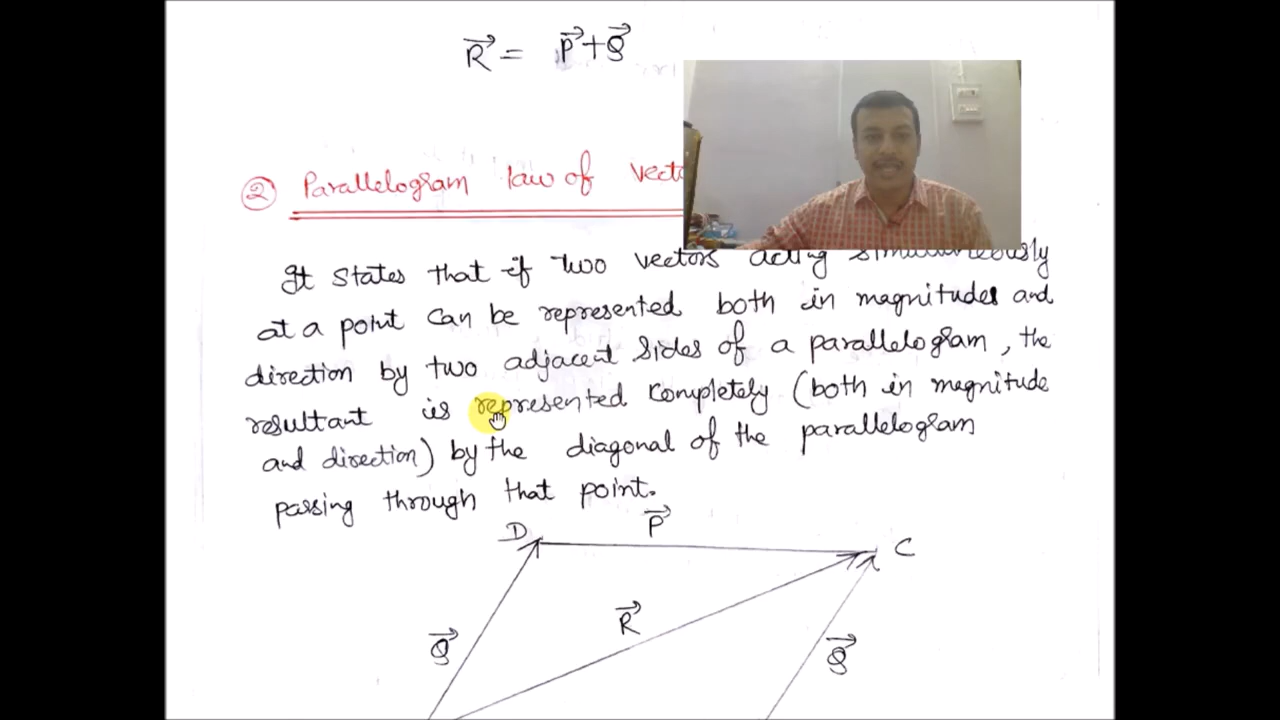 R⃗ = P⃗+Q⃗
② Parallelogram law of
It states that if two vectors acting simultaneously
at a point can be represented both in magnitudes and
direction by two adjacent sides of a parallelogram, the
resultant is represented completely (both in magnitude
and direction) by the diagonal of the parallelogram
passing through that point.
D P⃗ C
R⃗
Q⃗ Q⃗